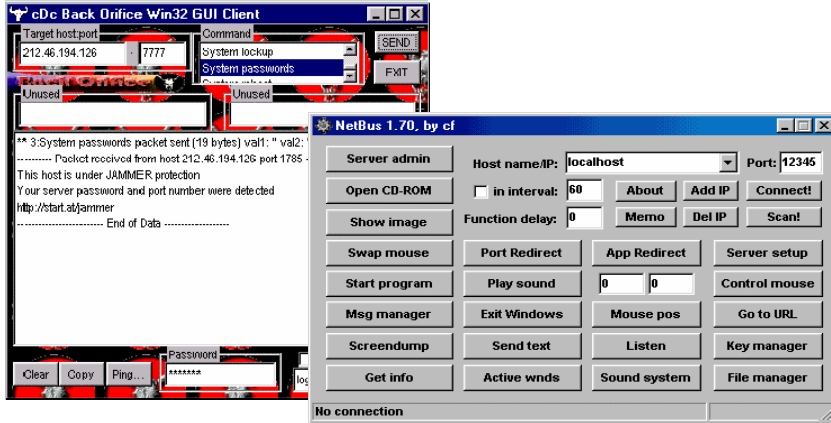 cDc Back Orifice Win32 GUI Client
Target host:port
Command
212.46.194.126 : 7777
System lockup
System passwords
SEND
EXIT
Unused
Unused
** 3:System passwords packet sent (19 bytes) val1: " val2:
---------- Packet received from host 212.46.194.126 port 1785 -
This host is under JAMMER protection
Your server password and port number were detected
http://start.at/jammer
------------------------ End of Data -------------------
Password
Clear Copy Ping... *******
NetBus 1.70, by cf
Server admin Host name/IP: localhost Port: 12345
Open CD-ROM in interval: 60 About Add IP Connect!
Show image Function delay: 0 Memo Del IP Scan!
Swap mouse Port Redirect App Redirect Server setup
Start program Play sound 0 0 Control mouse
Msg manager Exit Windows Mouse pos Go to URL
Screendump Send text Listen Key manager
Get info Active wnds Sound system File manager
No connection